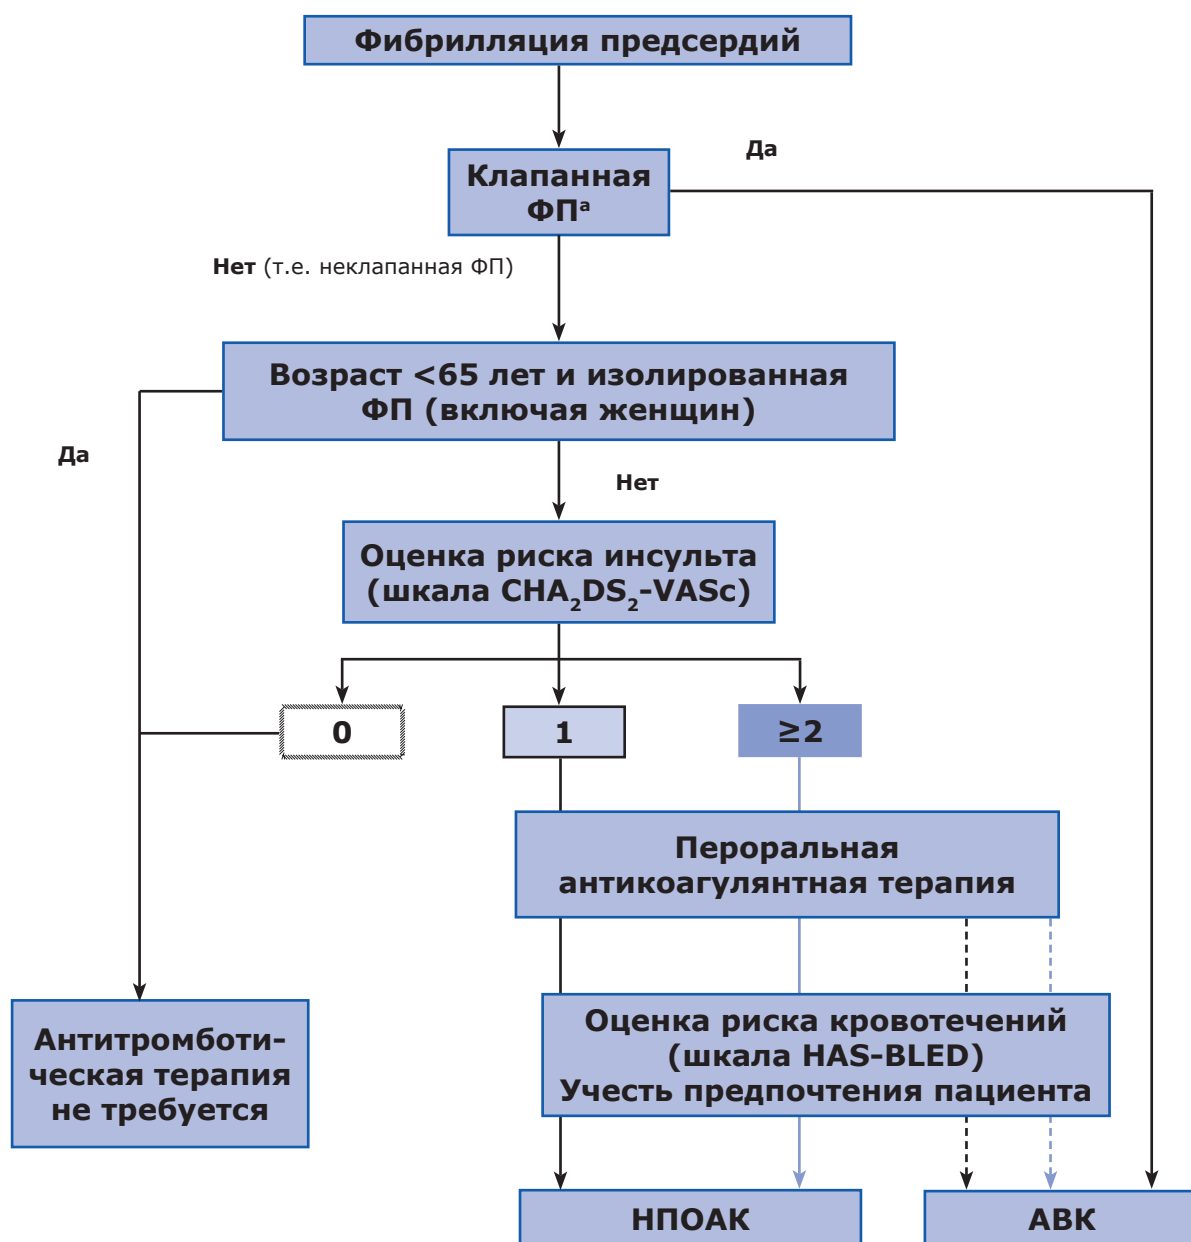 Фибрилляция предсердий
Да
Клапанная
ФПᵃ
Нет (т.е. неклапанная ФП)
Возраст <65 лет и изолированная
ФП (включая женщин)
Да
Нет
Оценка риска инсульта
(шкала CHA₂DS₂-VASc)
0
1
≥2
Пероральная
антикоагулянтная терапия
Антитромботи-
ческая терапия
не требуется
Оценка риска кровотечений
(шкала HAS-BLED)
Учесть предпочтения пациента
НПОАК
АВК